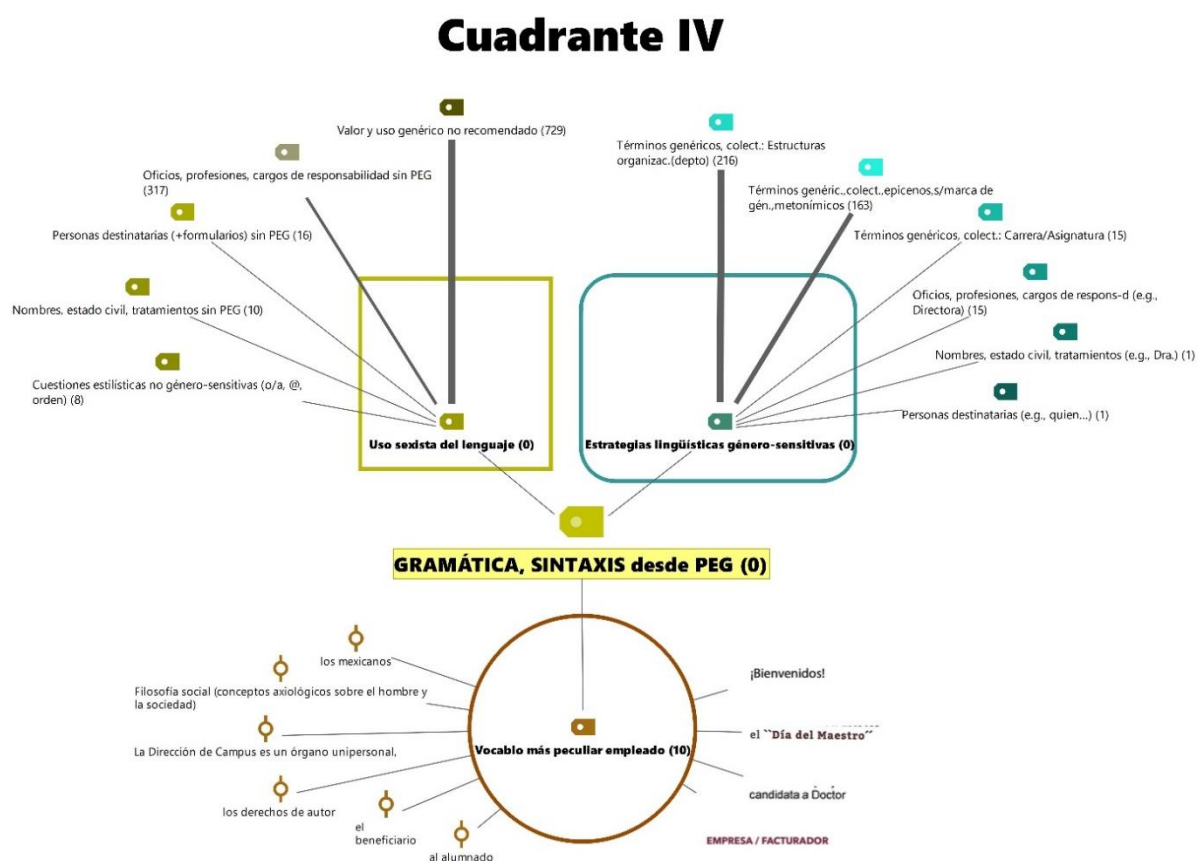 Cuadrante IV
Valor y uso genérico no recomendado (729)
Oficios, profesiones, cargos de responsabilidad sin PEG
(317)
Personas destinatarias (+formularios) sin PEG (16)
Nombres. estado civil, tratamientos sin PEG (10)
Cuestiones estilísticas no género-sensitivas (o/a, @,
orden) (8)
Uso sexista del lenguaje (0)
Términos genéricos, colect.: Estructuras
organizac.(depto) (216)
Términos genéric.,colect.,epicenos,s/marca de
gén.,metonímicos (163)
Términos genéricos, colect.: Carrera/Asignatura (15)
Oficios, profesiones, cargos de respons-d (e.g.,
Directora) (15)
Nombres, estado civil, tratamientos (e.g., Dra.) (1)
Personas destinatarias (e.g., quien...) (1)
Estrategias lingüísticas género-sensitivas (0)
GRAMÁTICA, SINTAXIS desde PEG (0)
los mexicanos
Filosofía social (conceptos axiológicos sobre el hombre y
la sociedad)
La Dirección de Campus es un órgano unipersonal,
los derechos de autor
el
beneficiario
al alumnado
Vocablo más peculiar empleado (10)
¡Bienvenidos!
el ``Día del Maestro´´
candidata a Doctor
EMPRESA / FACTURADOR